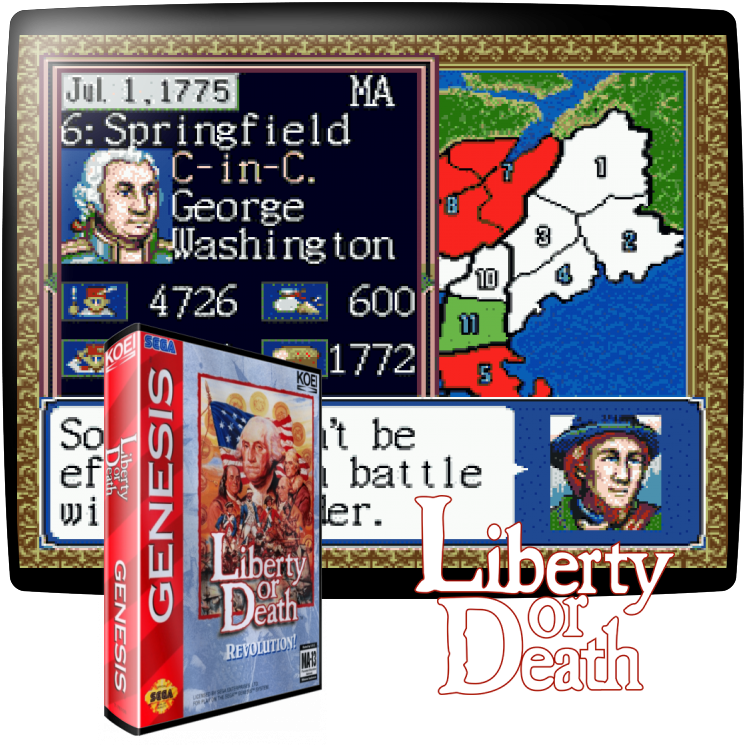 Jul. 1,1775
MA
6:Springfield
C-in-C.
George
Washington
4726
600
1772
1
2
3
4
5
7
8
10
11
So
n't be
ef
battle
wi
der.
KOEI
SEGA
GENESIS
Liberty
or
Death
GENESIS
SEGA
KOEI
Liberty
or
Death
REVOLUTION!
MA-13
Liberty
or
Death